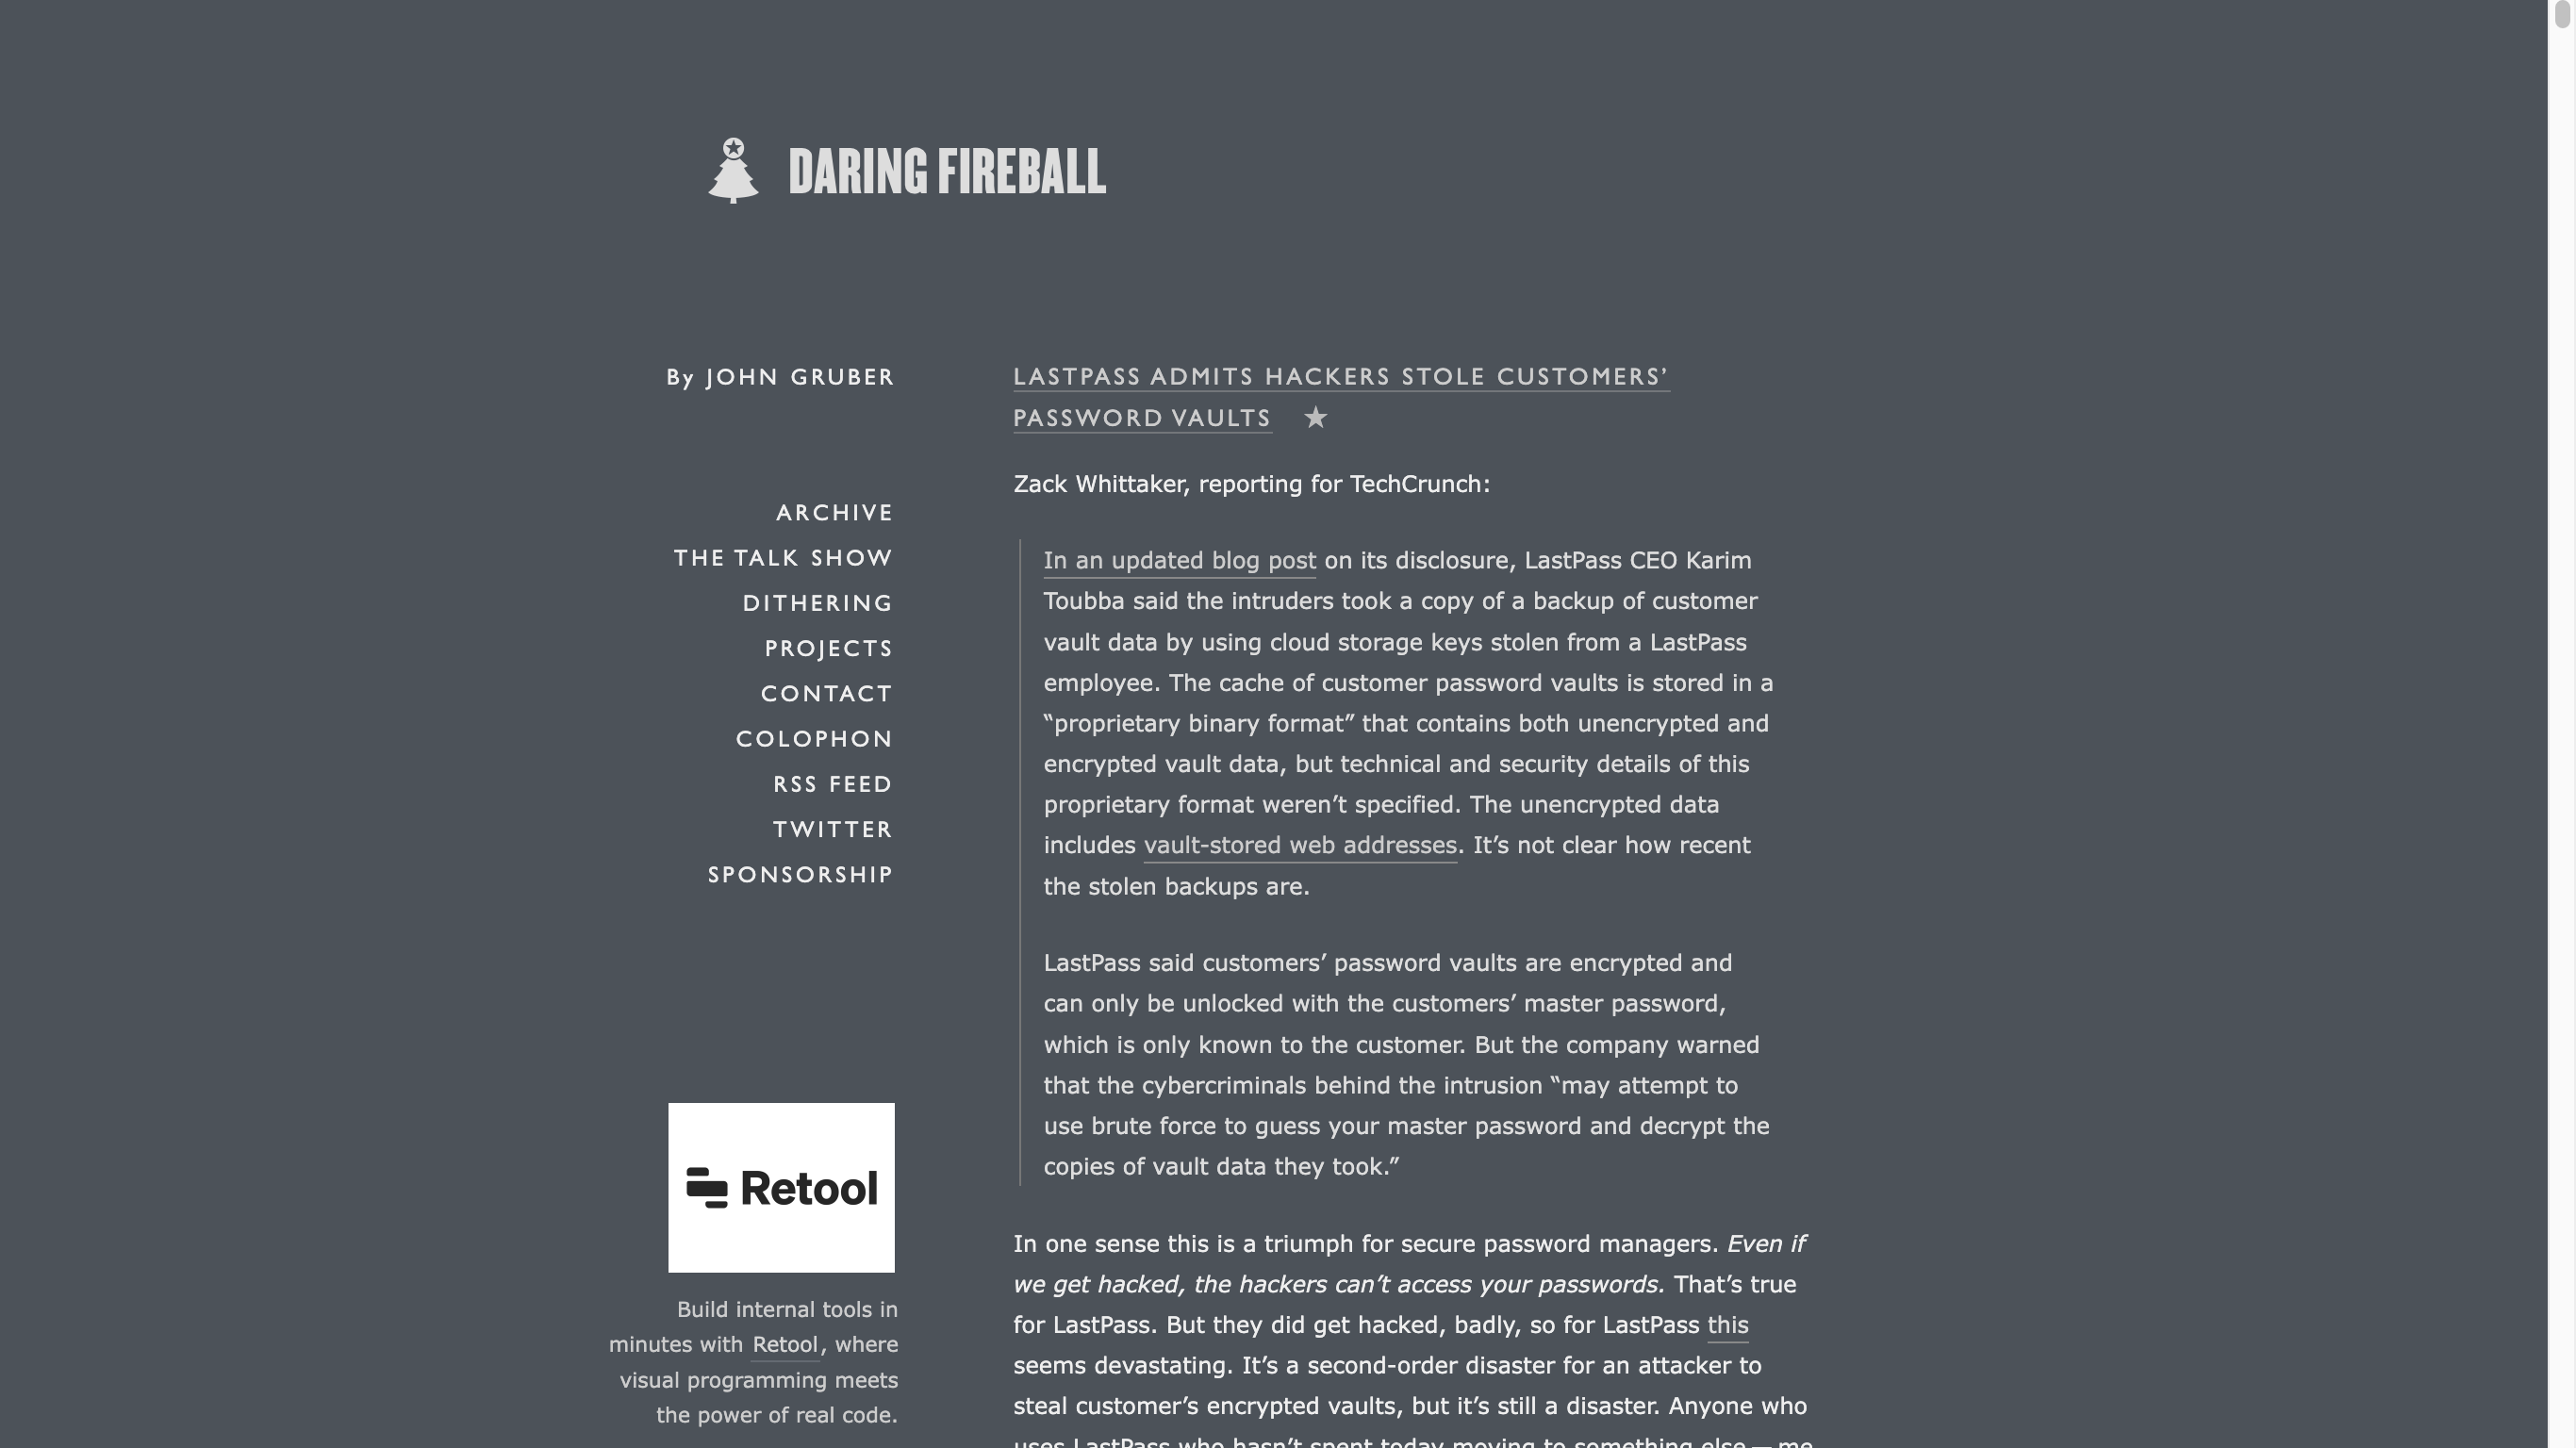 DARING FIREBALL
By JOHN GRUBER
ARCHIVE
THE TALK SHOW
DITHERING
PROJECTS
CONTACT
COLOPHON
RSS FEED
TWITTER
SPONSORSHIP
Retool
Build internal tools in
minutes with Retool, where
visual programming meets
the power of real code.
LASTPASS ADMITS HACKERS STOLE CUSTOMERS’
PASSWORD VAULTS ★
Zack Whittaker, reporting for TechCrunch:
In an updated blog post on its disclosure, LastPass CEO Karim
Toubba said the intruders took a copy of a backup of customer
vault data by using cloud storage keys stolen from a LastPass
employee. The cache of customer password vaults is stored in a
“proprietary binary format” that contains both unencrypted and
encrypted vault data, but technical and security details of this
proprietary format weren’t specified. The unencrypted data
includes vault-stored web addresses. It’s not clear how recent
the stolen backups are.
LastPass said customers’ password vaults are encrypted and
can only be unlocked with the customers’ master password,
which is only known to the customer. But the company warned
that the cybercriminals behind the intrusion “may attempt to
use brute force to guess your master password and decrypt the
copies of vault data they took.”
In one sense this is a triumph for secure password managers. Even if
we get hacked, the hackers can’t access your passwords. That’s true
for LastPass. But they did get hacked, badly, so for LastPass this
seems devastating. It’s a second-order disaster for an attacker to
steal customer’s encrypted vaults, but it’s still a disaster. Anyone who
uses LastPass who hasn’t spent today moving to something else — me